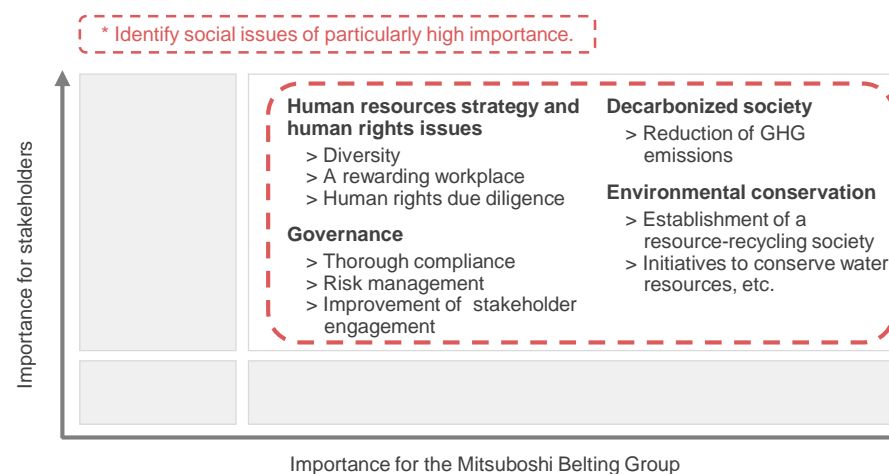 * Identify social issues of particularly high importance.
Importance for stakeholders
Human resources strategy and
human rights issues
> Diversity
> A rewarding workplace
> Human rights due diligence
Governance
> Thorough compliance
> Risk management
> Improvement of stakeholder
engagement
Decarbonized society
> Reduction of GHG
emissions
Environmental conservation
> Establishment of a
resource-recycling society
> Initiatives to conserve water
resources, etc.
Importance for the Mitsuboshi Belting Group